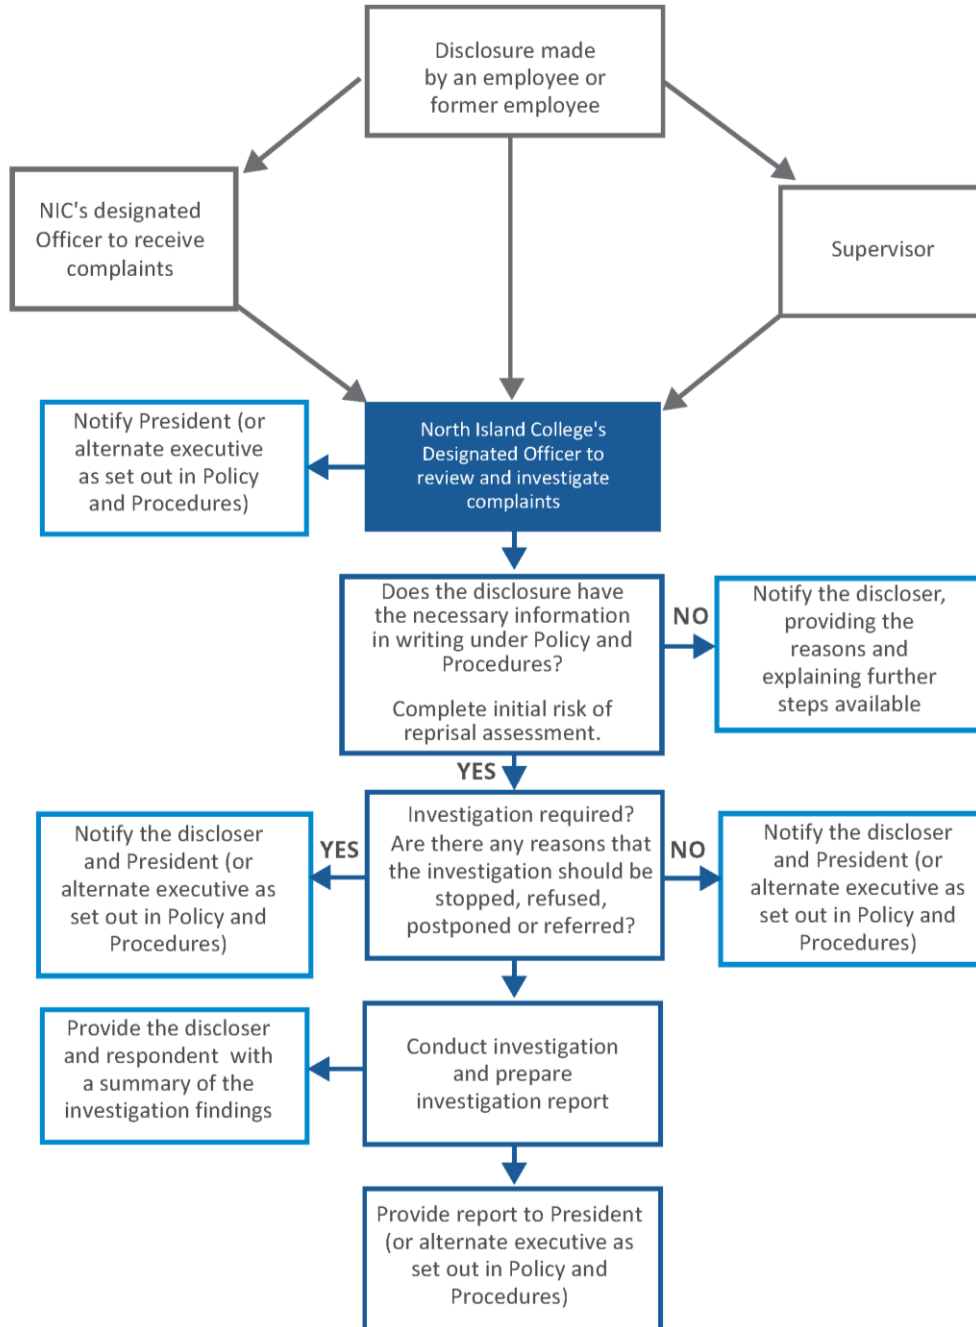 Disclosure made
by an employee or
former employee
NIC's designated
Officer to receive
complaints
Supervisor
Notify President (or
alternate executive
as set out in Policy
and Procedures)
North Island College's
Designated Officer to
review and investigate
complaints
Does the disclosure have
the necessary information
in writing under Policy and
Procedures?
Complete initial risk of
reprisal assessment.
NO
Notify the discloser,
providing the
reasons and
explaining further
steps available
YES
Notify the discloser
and President (or
alternate executive as
set out in Policy and
Procedures)
YES
Investigation required?
Are there any reasons that
the investigation should be
stopped, refused,
postponed or referred?
NO
Notify the discloser
and President (or
alternate executive as
set out in Policy and
Procedures)
Provide the discloser
and respondent with
a summary of the
investigation findings
Conduct investigation
and prepare
investigation report
Provide report to President
(or alternate executive as
set out in Policy and
Procedures)